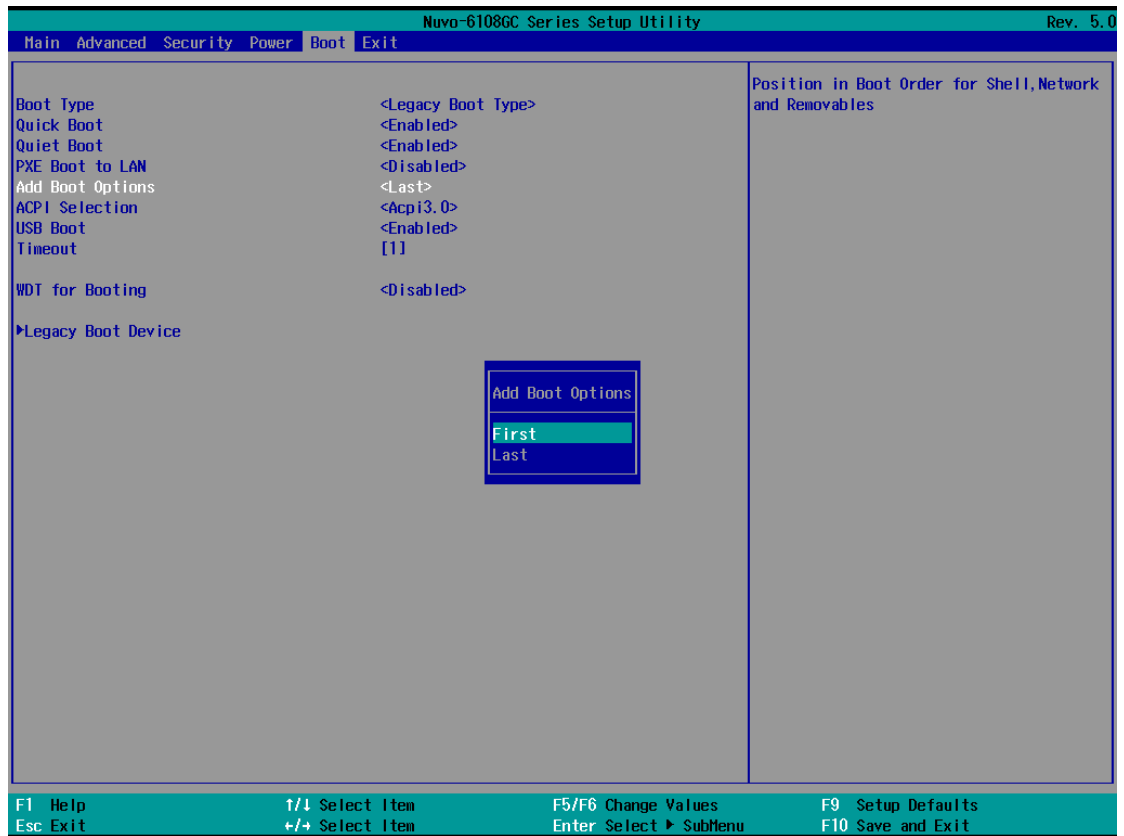 Nuvo-6108GC Series Setup Utility Rev. 5.0
Main Advanced Security Power Boot Exit
Position in Boot Order for Shell,Network
and Removables
Boot Type <Legacy Boot Type>
Quick Boot <Enabled>
Quiet Boot <Enabled>
PXE Boot to LAN <Disabled>
Add Boot Options <Last>
ACPI Selection <Acpi3.0>
USB Boot <Enabled>
Timeout [1]
WDT for Booting <Disabled>
▶Legacy Boot Device
Add Boot Options
First
Last
F1 Help ↑/↓ Select Item F5/F6 Change Values F9 Setup Defaults
Esc Exit ←/→ Select Item Enter Select ▶ SubMenu F10 Save and Exit